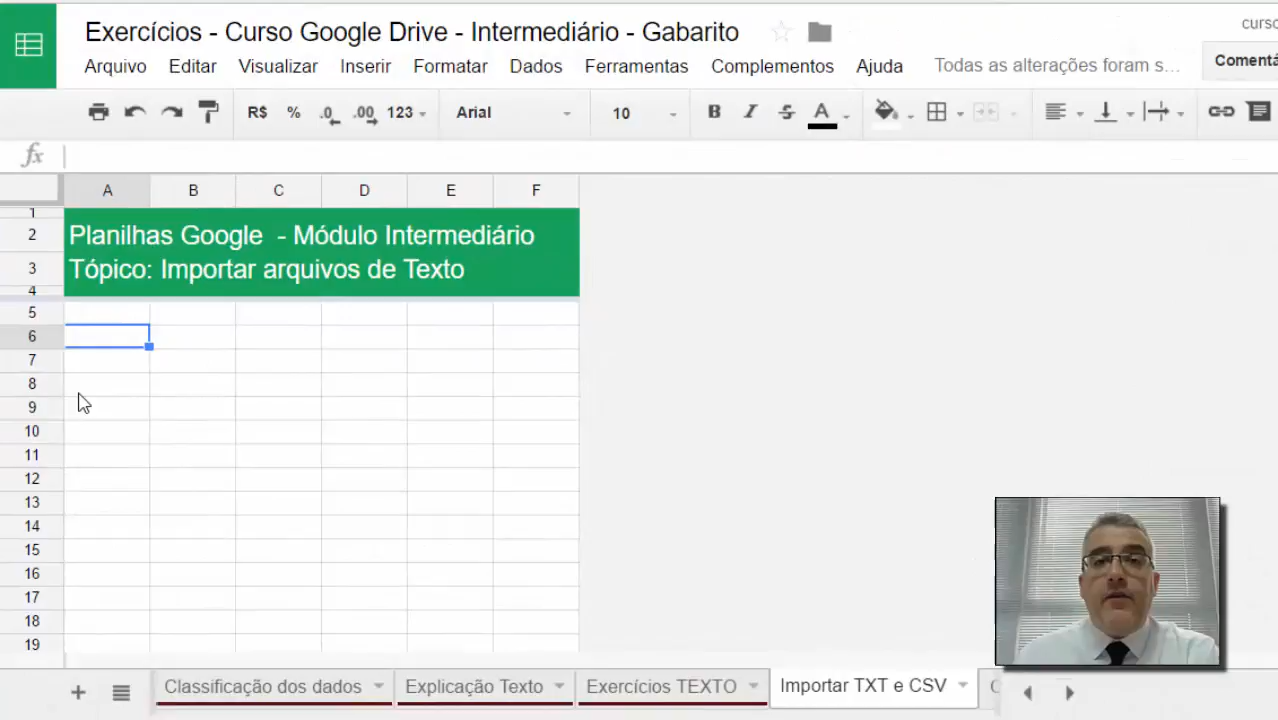 Exercícios - Curso Google Drive - Intermediário - Gabarito
curso
Arquivo Editar Visualizar Inserir Formatar Dados Ferramentas Complementos Ajuda Todas as alterações foram s...
R$ % .0 .00 123 Arial 10 B I S A
fx
A B C D E F
1
2 Planilhas Google - Módulo Intermediário
3 Tópico: Importar arquivos de Texto
4
5
6
7
8
9
10
11
12
13
14
15
16
17
18
19
Classificação dos dados Explicação Texto Exercícios TEXTO Importar TXT e CSV